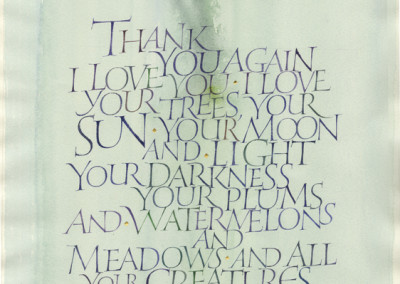 THANK
YOU AGAIN
I LOVE YOU · I LOVE
YOUR TREES, YOUR
SUN · YOUR MOON
AND · LIGHT
YOUR DARKNESS
YOUR PLUMS
AND · WATERMELONS
AND
MEADOWS · AND ALL
YOUR CREATURES